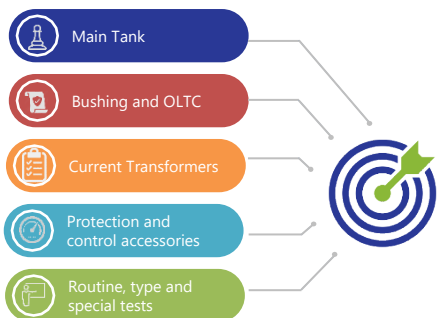 Main Tank
Bushing and OLTC
Current Transformers
Protection and
control accessories
Routine, type and
special tests